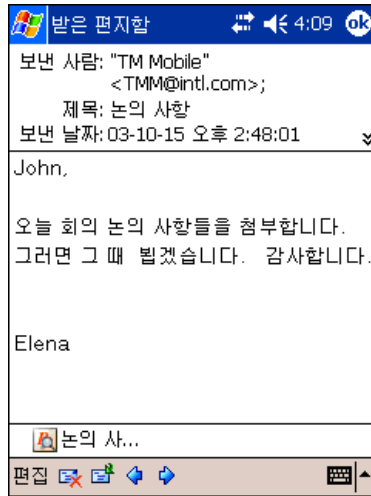 받은 편지함 4:09 ok
보낸 사람: "TM Mobile"
<TMM@intl.com>;
제목: 논의 사항
보낸 날짜: 03-10-15 오후 2:48:01
John,
오늘 회의 논의 사항들을 첨부합니다.
그러면 그 때 뵙겠습니다. 감사합니다.
Elena
논의 사...
편집